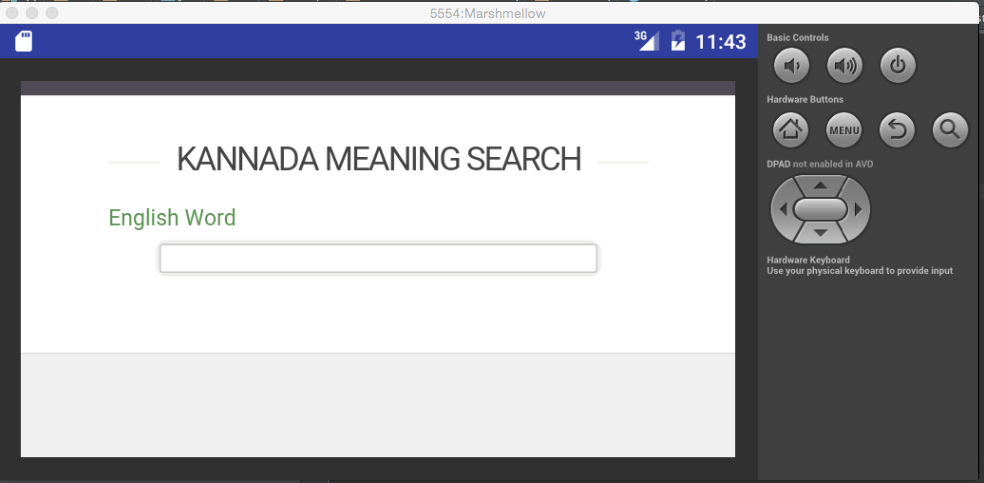 5554:Marshmellow
3G 11:43
Basic Controls
Hardware Buttons
MENU
DPAD not enabled in AVD
Hardware Keyboard
Use your physical keyboard to provide input
KANNADA MEANING SEARCH
English Word